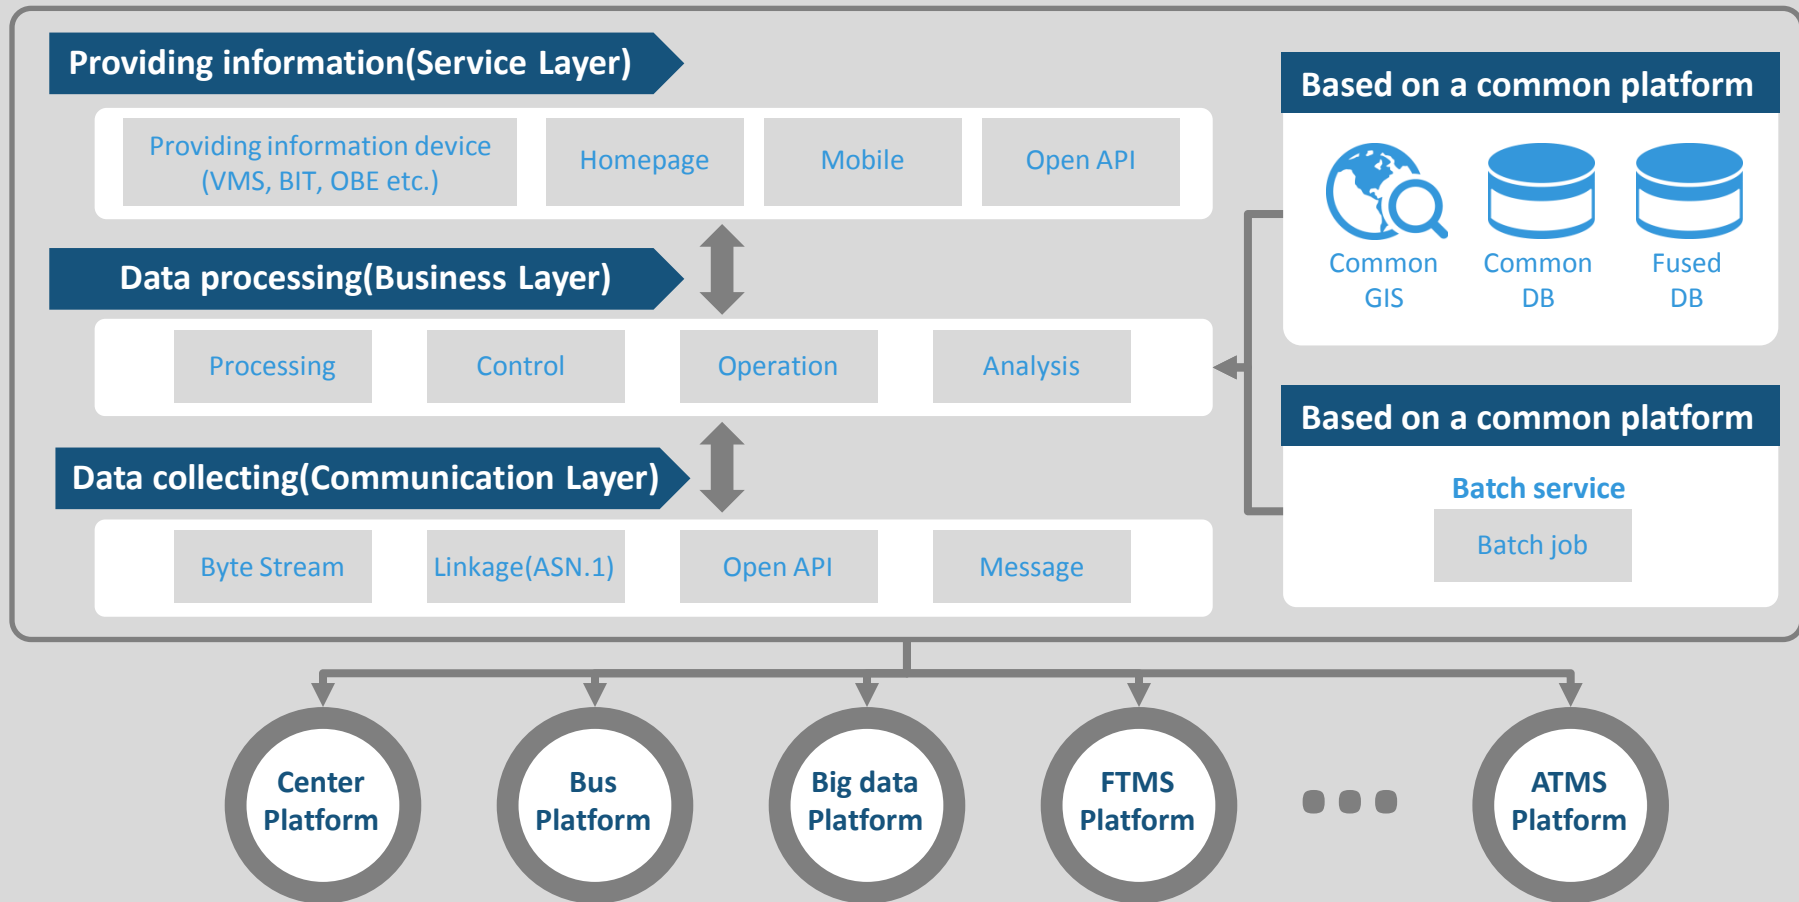 Providing information(Service Layer)
Providing information device
(VMS, BIT, OBE etc.)
Homepage
Mobile
Open API
Data processing(Business Layer)
Processing
Control
Operation
Analysis
Data collecting(Communication Layer)
Byte Stream
Linkage(ASN.1)
Open API
Message
Based on a common platform
Common
GIS
Common
DB
Fused
DB
Based on a common platform
Batch service
Batch job
Center
Platform
Bus
Platform
Big data
Platform
FTMS
Platform
ATMS
Platform